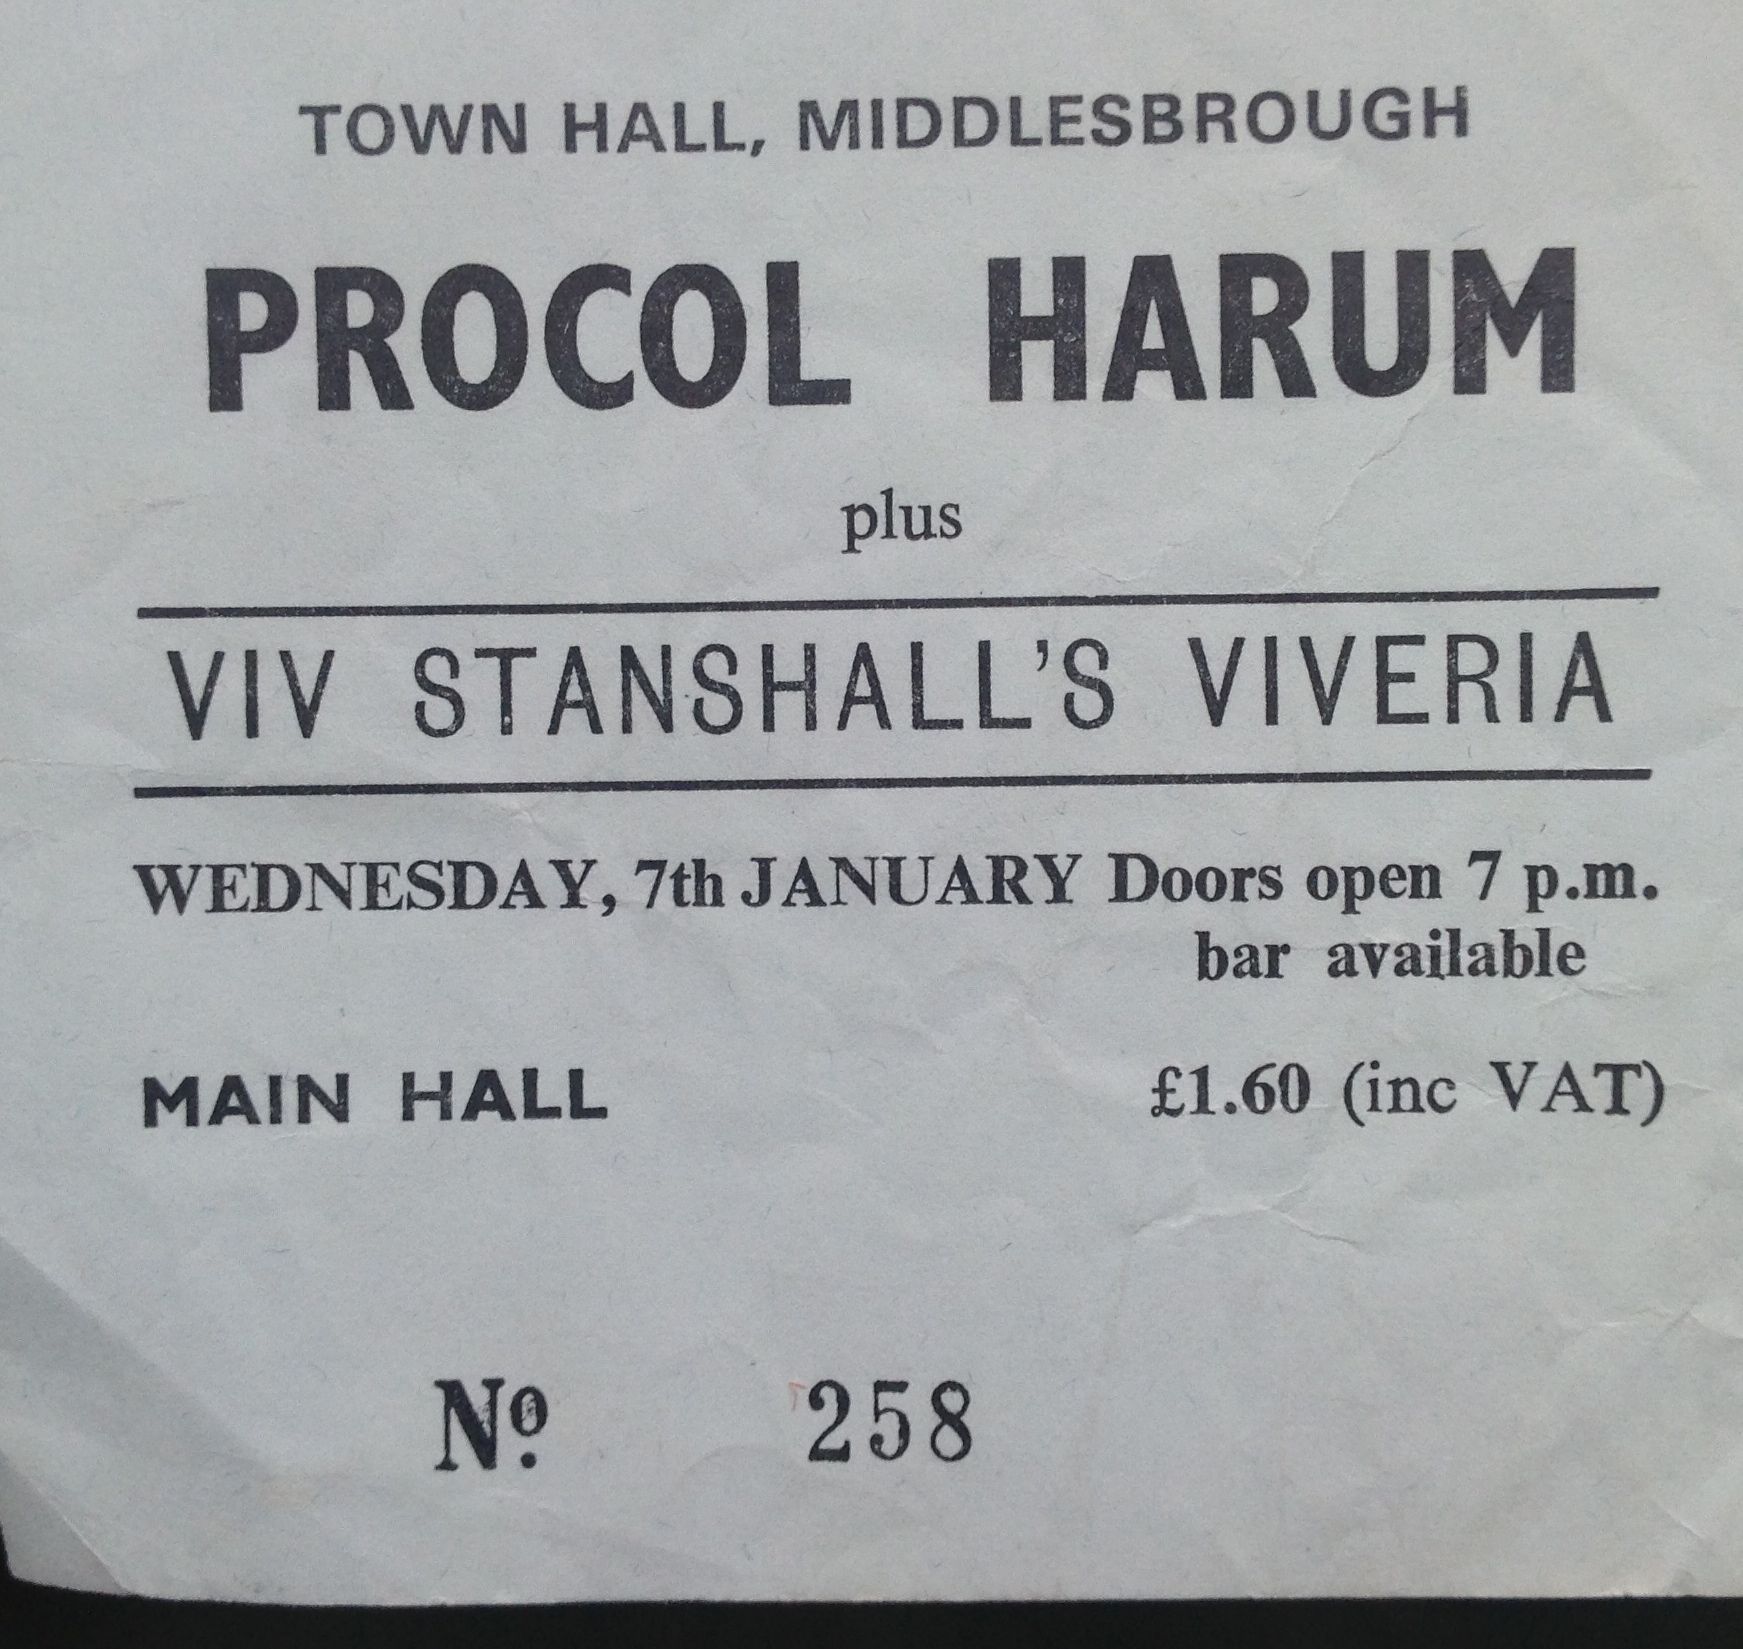 TOWN HALL, MIDDLESBROUGH
PROCOL HARUM
plus
VIV STANSHALL'S VIVERIA
WEDNESDAY, 7th JANUARY Doors open 7 p.m.
bar available
MAIN HALL £1.60 (inc VAT)
Nº. 258